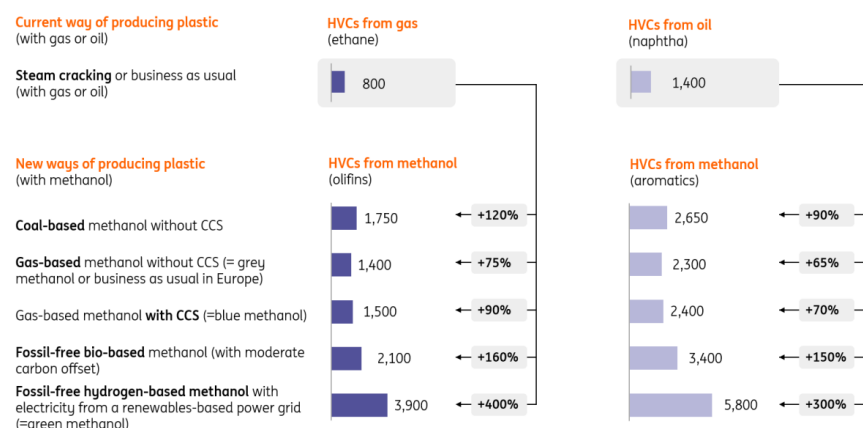 Current way of producing plastic
(with gas or oil)
HVCs from gas
(ethane)
HVCs from oil
(naphtha)
Steam cracking or business as usual
(with gas or oil)
800
1,400
New ways of producing plastic
(with methanol)
HVCs from methanol
(olifins)
HVCs from methanol
(aromatics)
Coal-based methanol without CCS
1,750
+120%
2,650
+90%
Gas-based methanol without CCS (= grey
methanol or business as usual in Europe)
1,400
+75%
2,300
+65%
Gas-based methanol with CCS (=blue methanol)
1,500
+90%
2,400
+70%
Fossil-free bio-based methanol (with moderate
carbon offset)
2,100
+160%
3,400
+150%
Fossil-free hydrogen-based methanol with
electricity from a renewables-based power grid
(=green methanol)
3,900
+400%
5,800
+300%